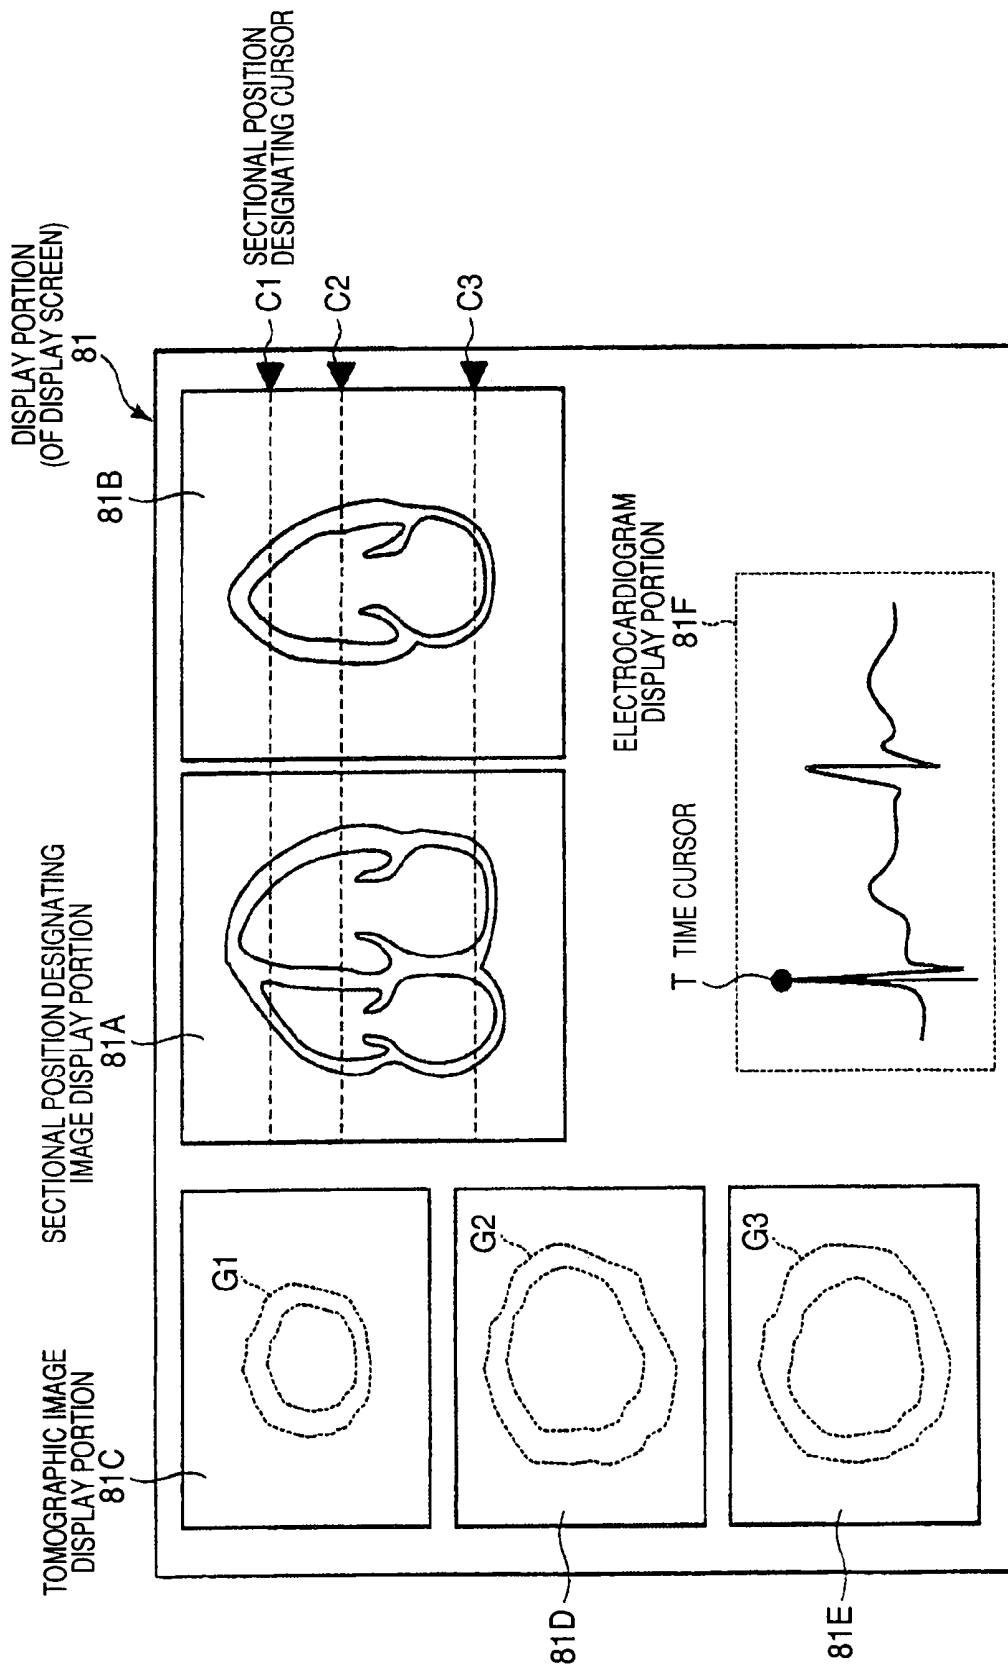 DISPLAY PORTION
(OF DISPLAY SCREEN)
81
TOMOGRAPHIC IMAGE
DISPLAY PORTION
81C
SECTIONAL POSITION DESIGNATING
IMAGE DISPLAY PORTION
81A
81B
C1
SECTIONAL POSITION
DESIGNATING CURSOR
C2
C3
G1
G2
G3
81D
81E
ELECTROCARDIOGRAM
DISPLAY PORTION
81F
T TIME CURSOR